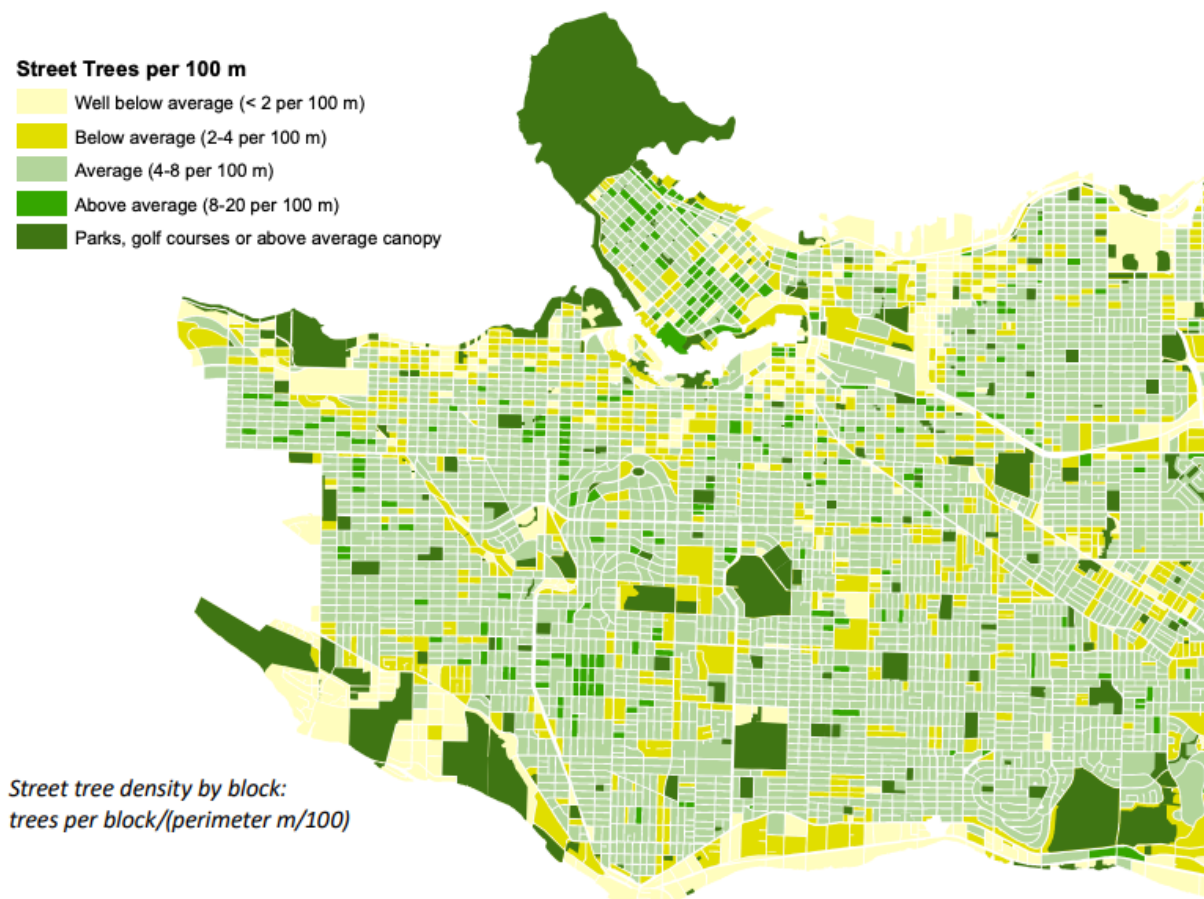 Street Trees per 100 m
Well below average (< 2 per 100 m)
Below average (2-4 per 100 m)
Average (4-8 per 100 m)
Above average (8-20 per 100 m)
Parks, golf courses or above average canopy
Street tree density by block:
trees per block/(perimeter m/100)